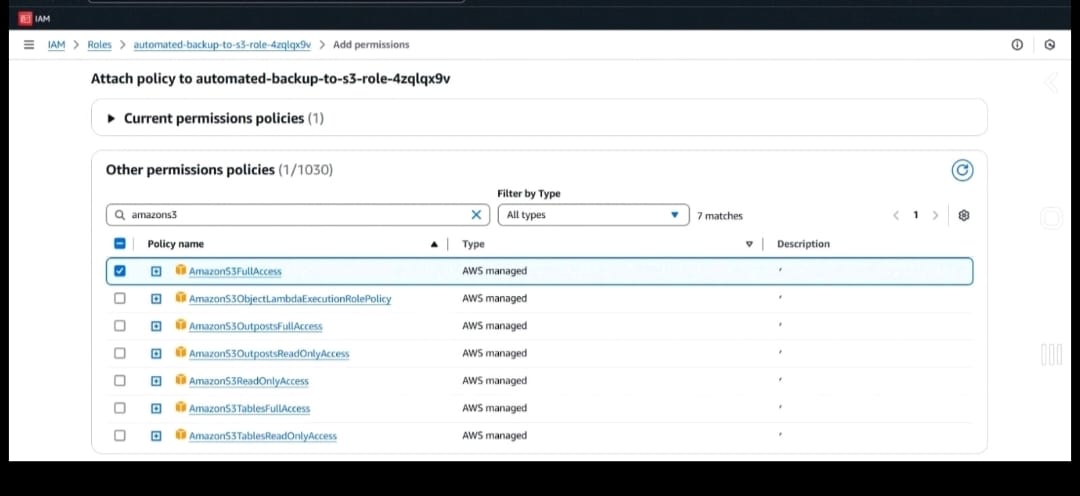 IAM
IAM > Roles > automated-backup-to-s3-role-4zqlqx9v > Add permissions
Attach policy to automated-backup-to-s3-role-4zqlqx9v
Current permissions policies (1)
Other permissions policies (1/1030)
Filter by Type
amazons3 All types 7 matches 1
Policy name Type Description
AmazonS3FullAccess AWS managed
AmazonS3ObjectLambdaExecutionRolePolicy AWS managed
AmazonS3OutpostsFullAccess AWS managed
AmazonS3OutpostsReadOnlyAccess AWS managed
AmazonS3ReadOnlyAccess AWS managed
AmazonS3TablesFullAccess AWS managed
AmazonS3TablesReadOnlyAccess AWS managed